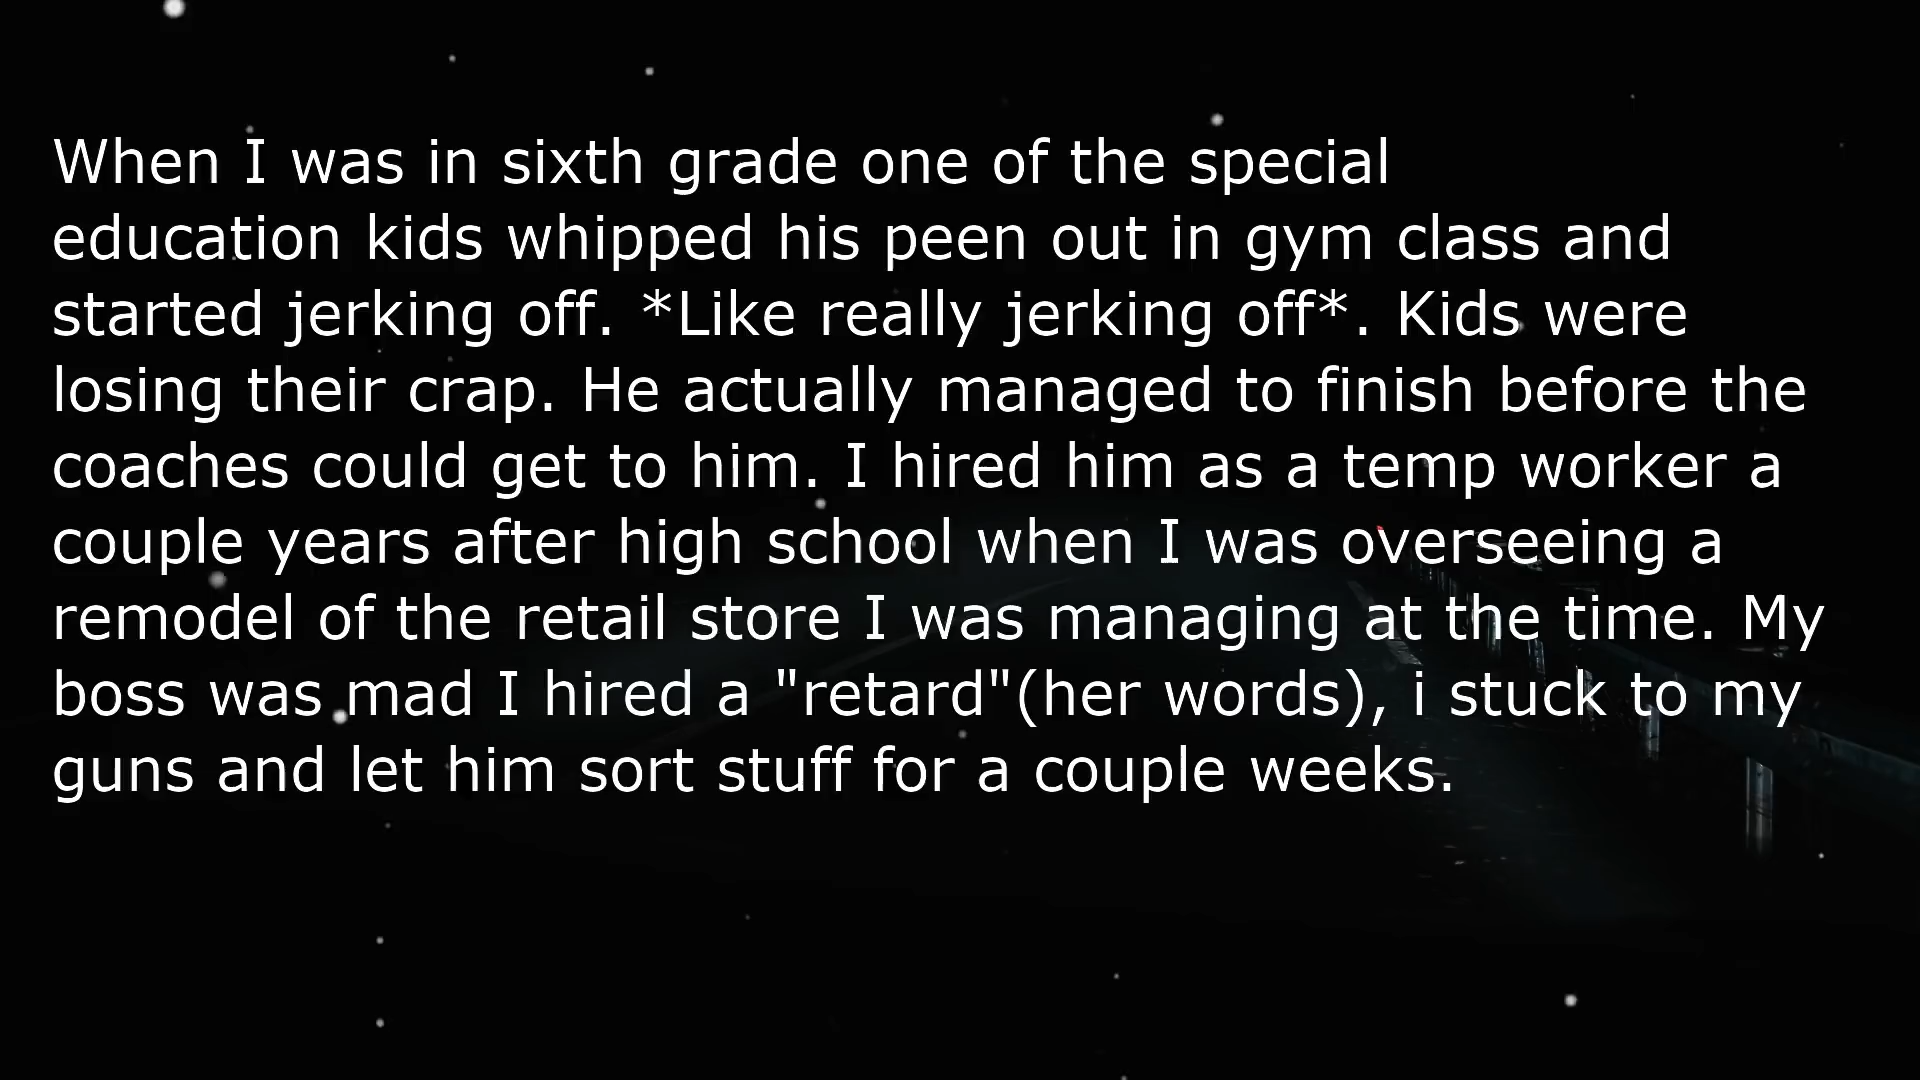 When I was in sixth grade one of the special
education kids whipped his peen out in gym class and
started jerking off. *Like really jerking off*. Kids were
losing their crap. He actually managed to finish before the
coaches could get to him. I hired him as a temp worker a
couple years after high school when I was overseeing a
remodel of the retail store I was managing at the time. My
boss was mad I hired a "retard"(her words), i stuck to my
guns and let him sort stuff for a couple weeks.